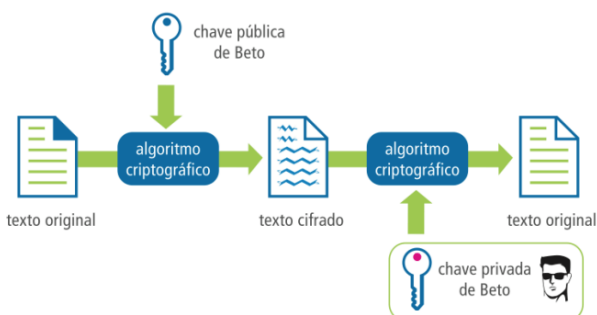 chave pública
de Beto
algoritmo
criptográfico
algoritmo
criptográfico
texto original
texto cifrado
texto original
chave privada
de Beto